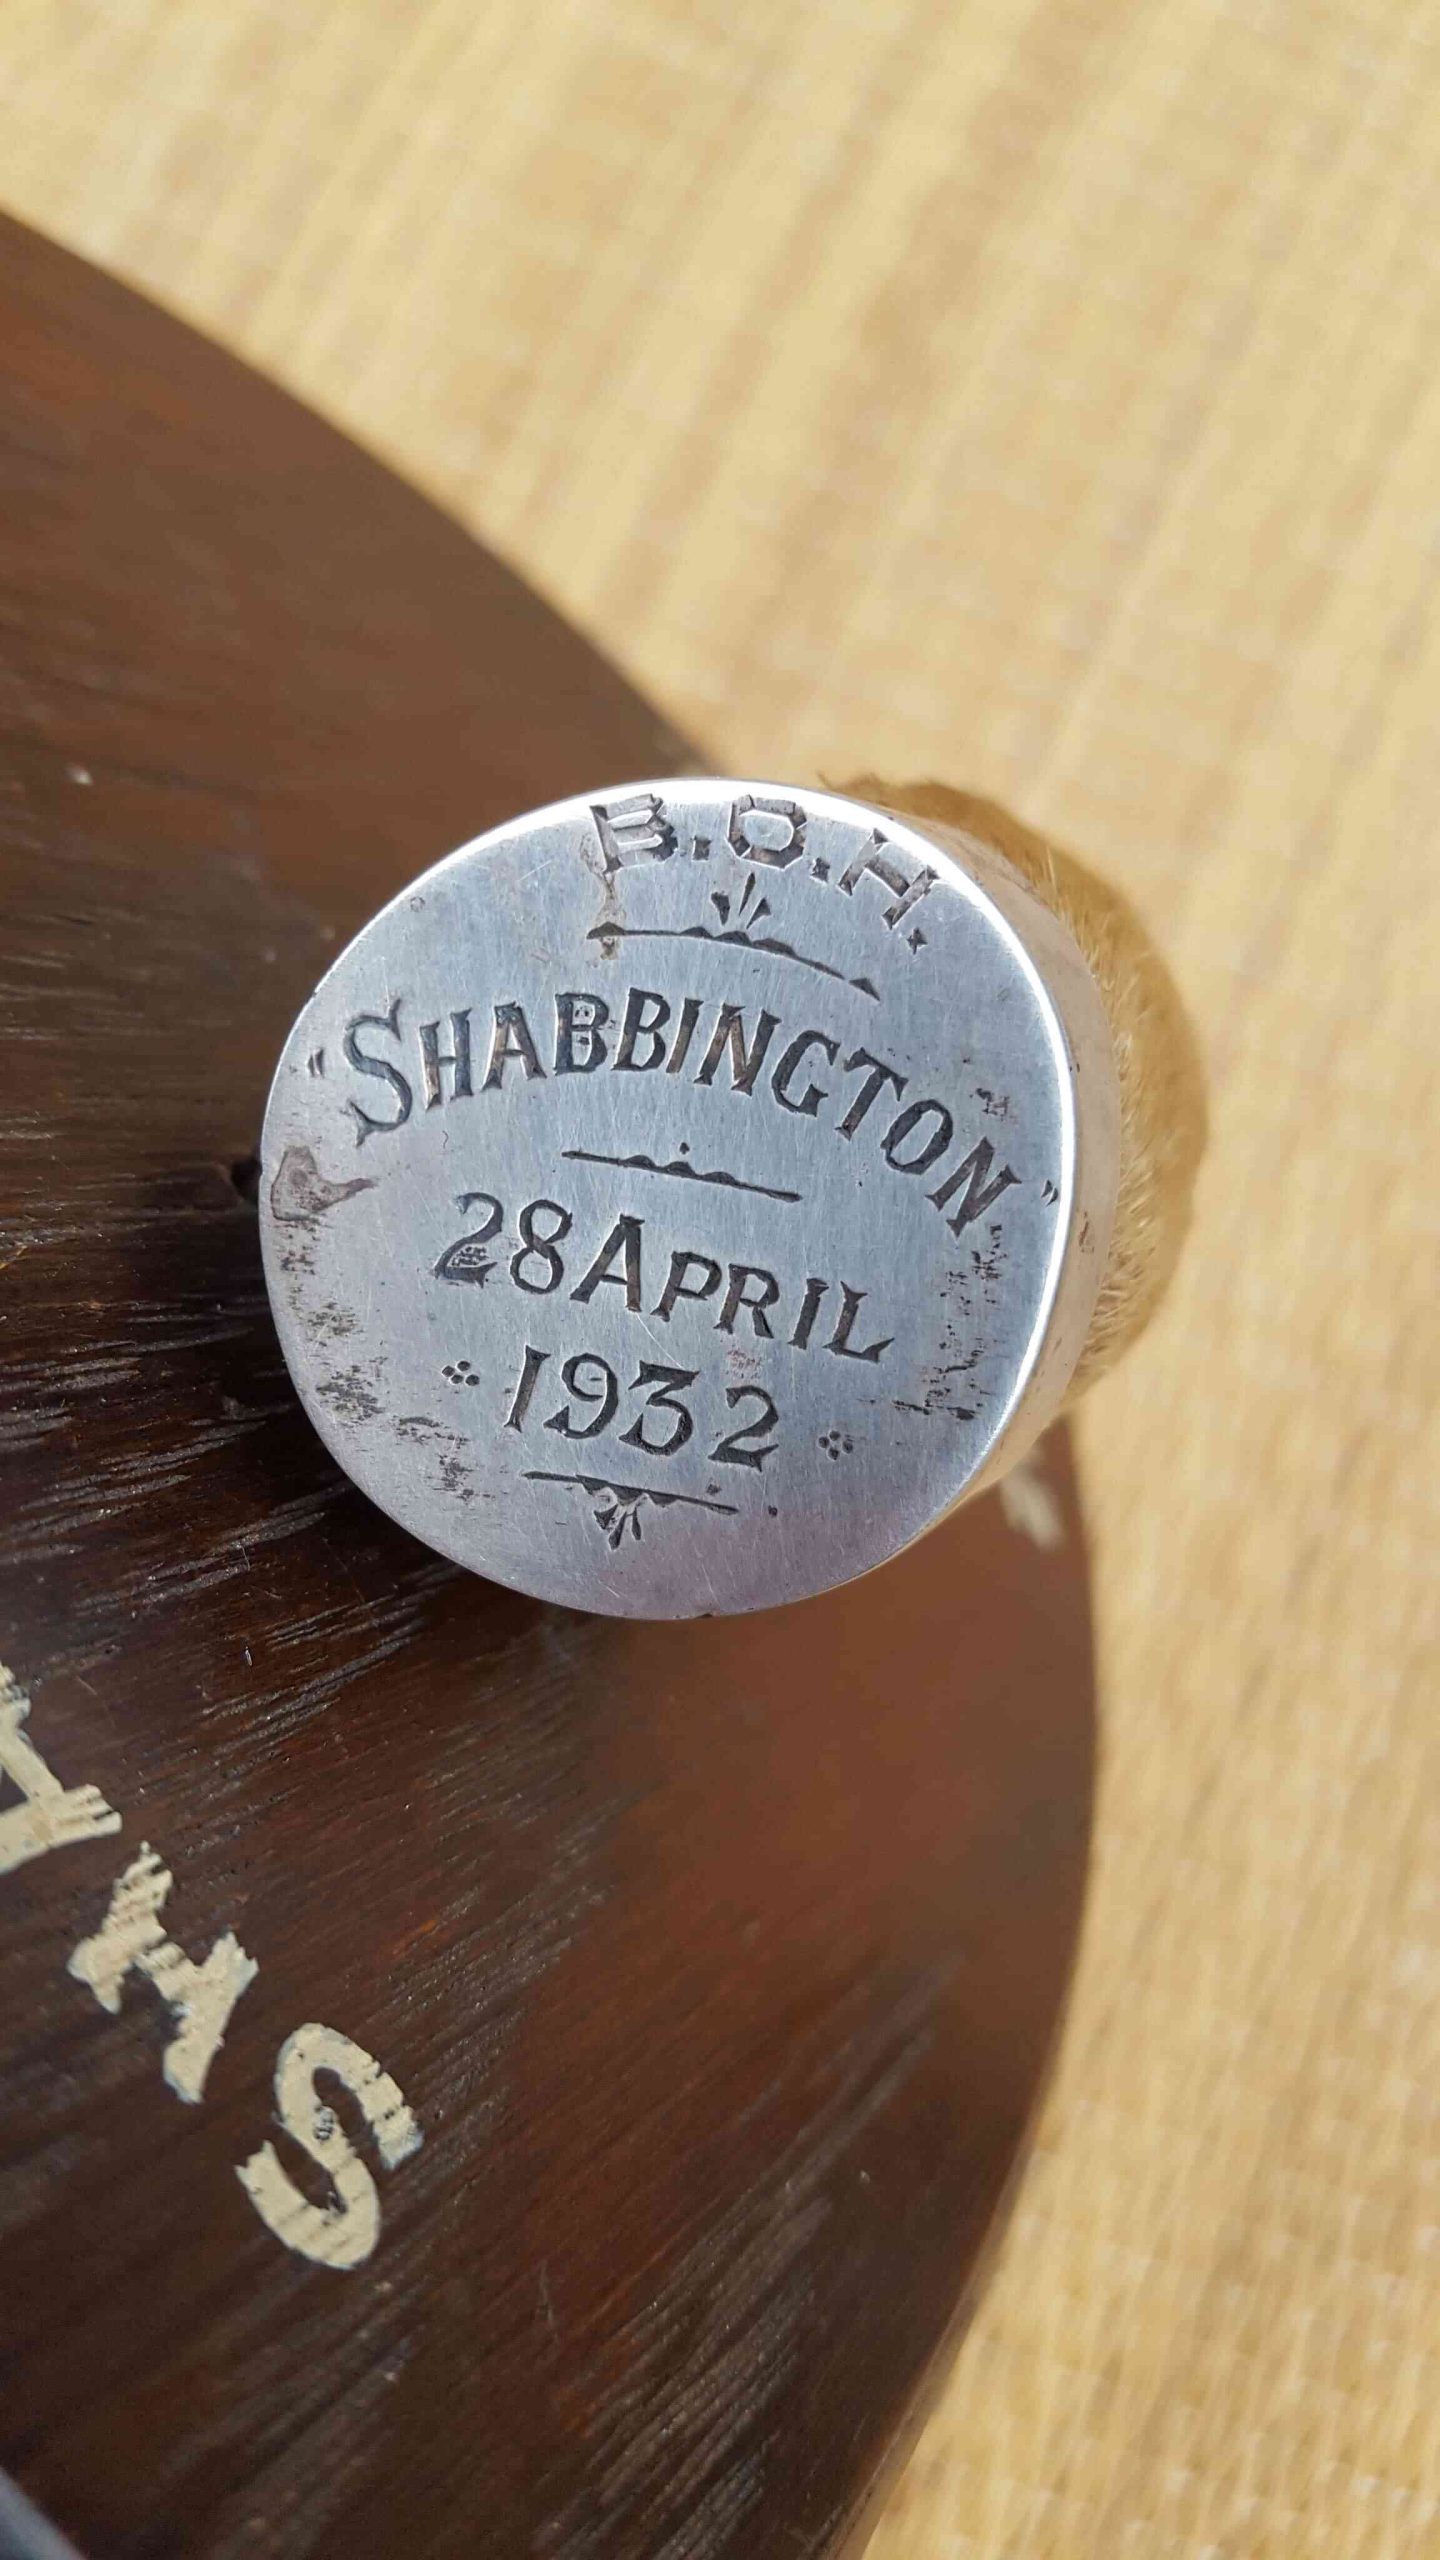 B.O.H.
"SHABBINGTON"
28 APRIL
1932